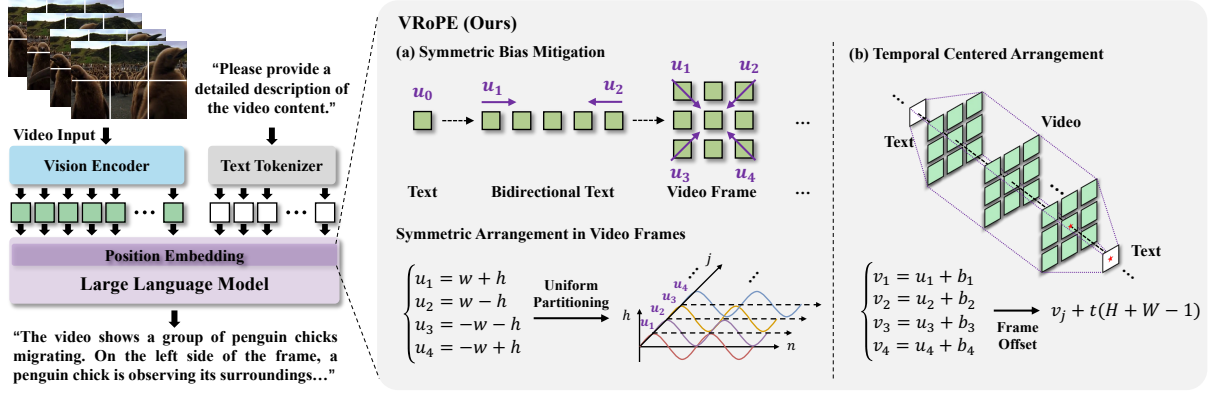 “Please provide a
detailed description of
the video content.”
Video Input
Vision Encoder
Text Tokenizer
...
...
Position Embedding
Large Language Model
“The video shows a group of penguin chicks
migrating. On the left side of the frame, a
penguin chick is observing its surroundings…”
VRoPE (Ours)
(a) Symmetric Bias Mitigation
u₀
u₁
u₂
u₁
u₂
u₃
u₄
...
Text
Bidirectional Text
Video Frame
...
Symmetric Arrangement in Video Frames
u₁ = w + h
u₂ = w − h
u₃ = −w − h
u₄ = −w + h
Uniform
Partitioning
j
...
u₄
u₃
u₂
u₁
h
n
(b) Temporal Centered Arrangement
...
Text
Video
...
Text
v₁ = u₁ + b₁
v₂ = u₂ + b₂
v₃ = u₃ + b₃
v₄ = u₄ + b₄
Frame
Offset
vⱼ + t(H + W − 1)